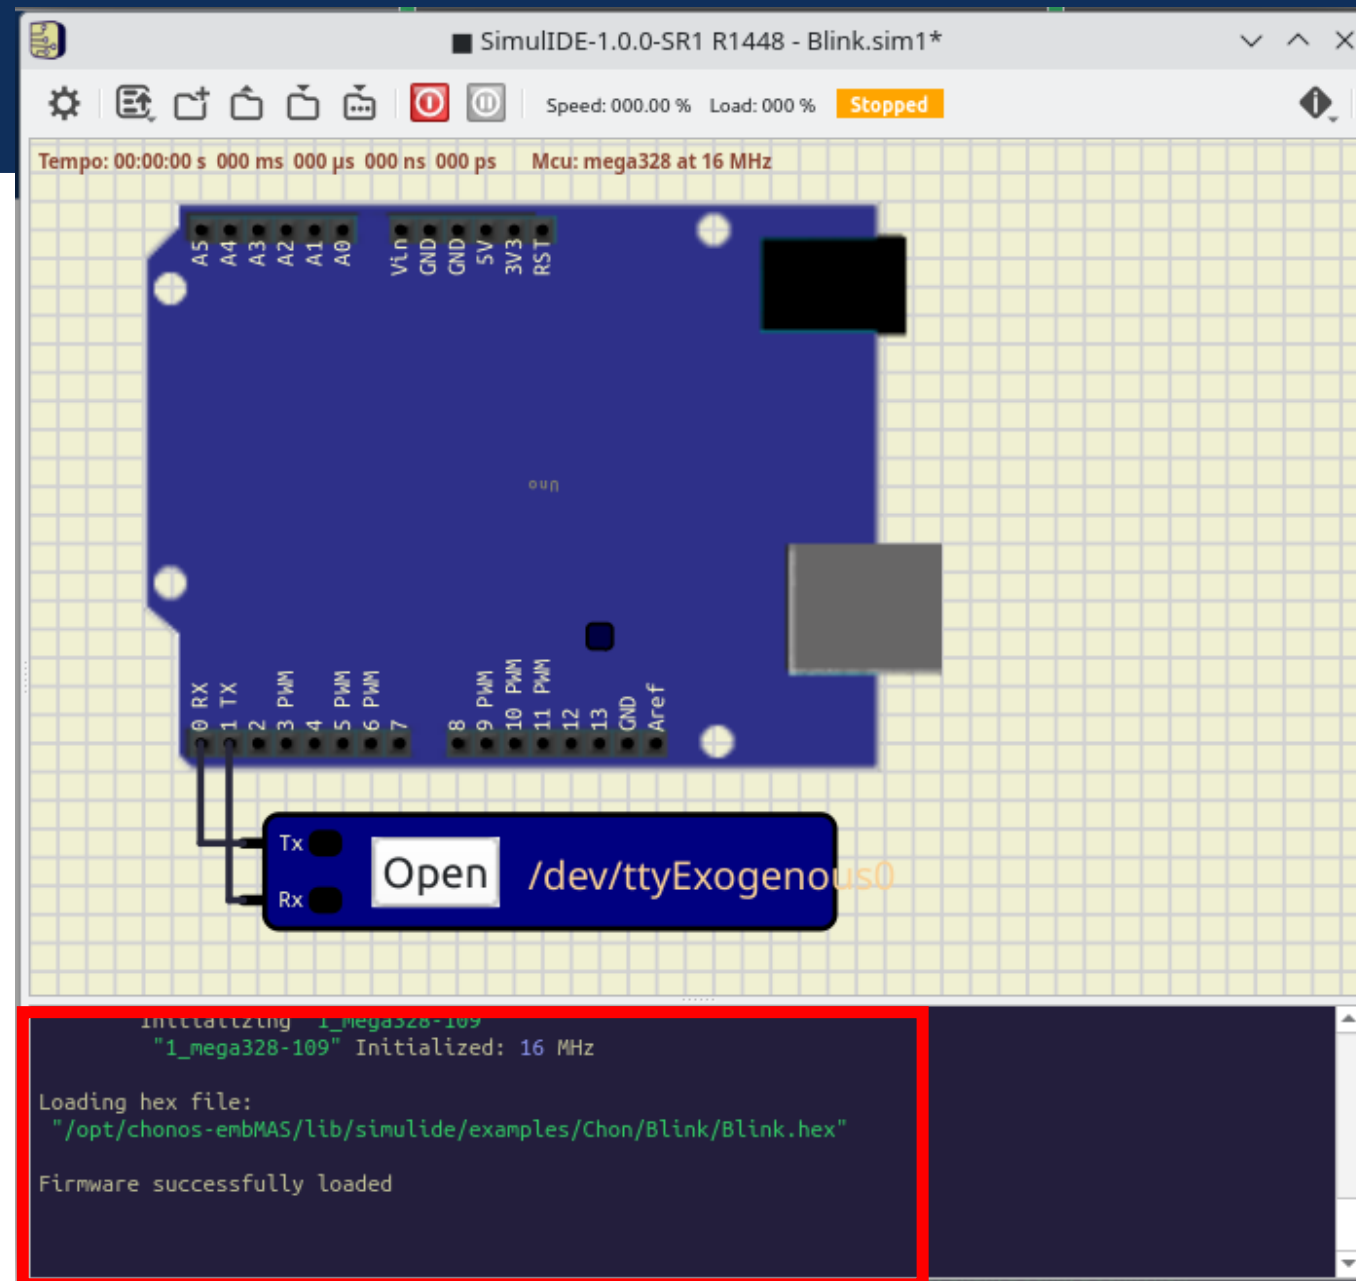 SimulIDE-1.0.0-SR1 R1448 - Blink.sim1*
Speed: 000.00 % Load: 000 % Stopped
Tempo: 00:00:00 s 000 ms 000 µs 000 ns 000 ps Mcu: mega328 at 16 MHz
A5 A4 A3 A2 A1 A0 Vin GND GND 5V 3V3 RST
Uno
0 RX 1 TX 2 3 PWM 4 5 PWM 6 PWM 7 8 9 PWM 10 PWM 11 PWM 12 13 GND Aref
Tx
Open /dev/ttyExogenous0
Rx
Initializing "1_mega328-109"
"1_mega328-109" Initialized: 16 MHz
Loading hex file:
"/opt/chonos-embMAS/lib/simulide/examples/Chon/Blink/Blink.hex"
Firmware successfully loaded